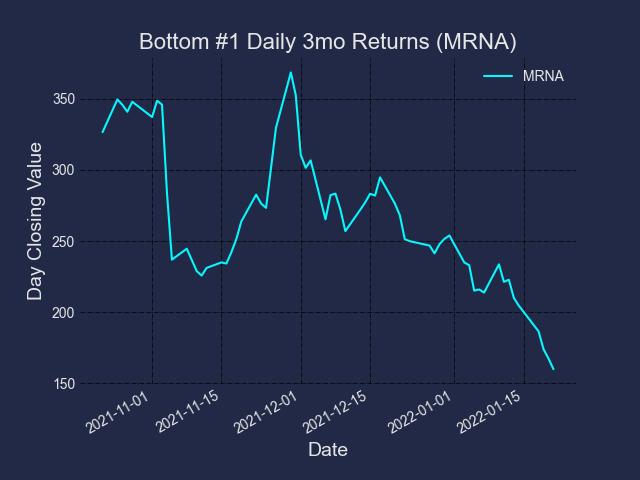 Bottom #1 Daily 3mo Returns (MRNA)
MRNA
Day Closing Value
350
300
250
200
150
2021-11-01
2021-11-15
2021-12-01
2021-12-15
2022-01-01
2022-01-15
Date